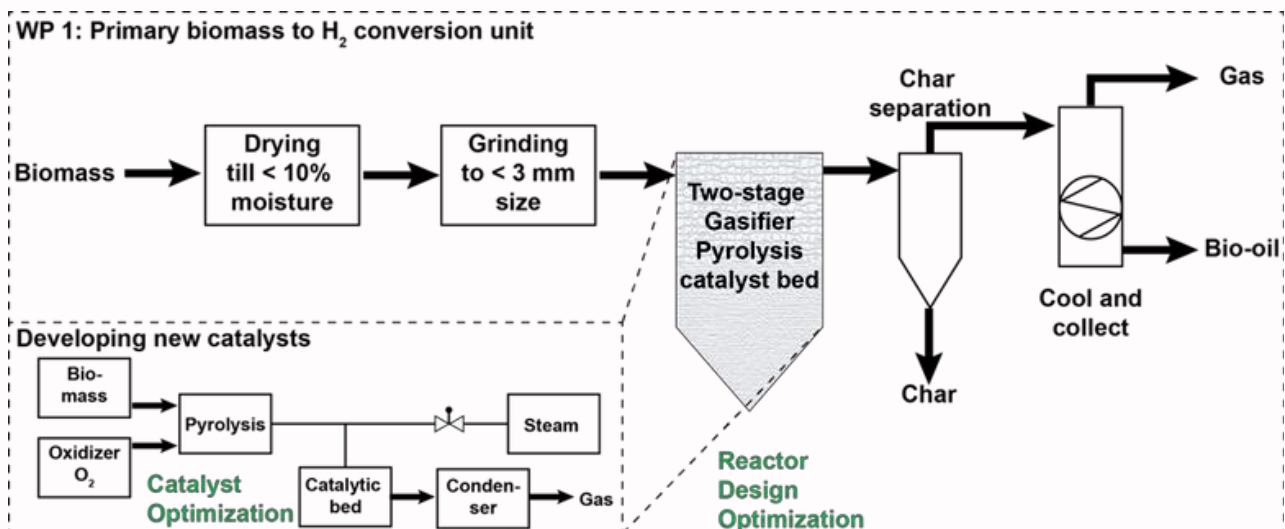 WP 1: Primary biomass to H₂ conversion unit
Biomass
Drying
till < 10%
moisture
Grinding
to < 3 mm
size
Two-stage
Gasifier
Pyrolysis
catalyst bed
Char
separation
Gas
Bio-oil
Cool and
collect
Char
Developing new catalysts
Bio-
mass
Oxidizer
O₂
Pyrolysis
Steam
Catalytic
bed
Conden-
ser
Gas
Catalyst
Optimization
Reactor
Design
Optimization